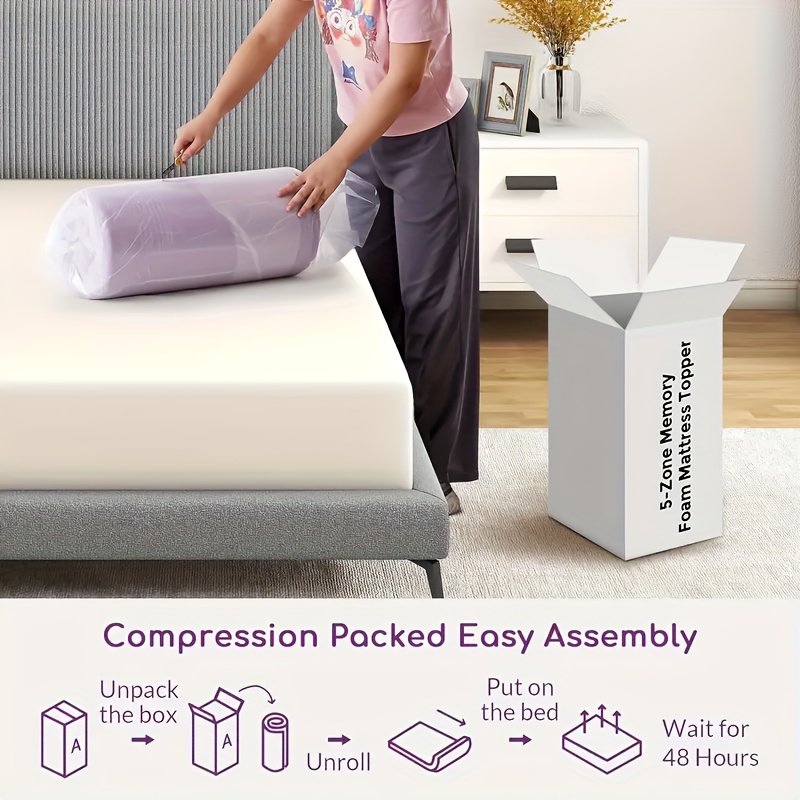 5-Zone Memory
Foam Mattress Topper
Compression Packed Easy Assembly
Unpack
the box
A
A
Unroll
Put on
the bed
Wait for
48 Hours